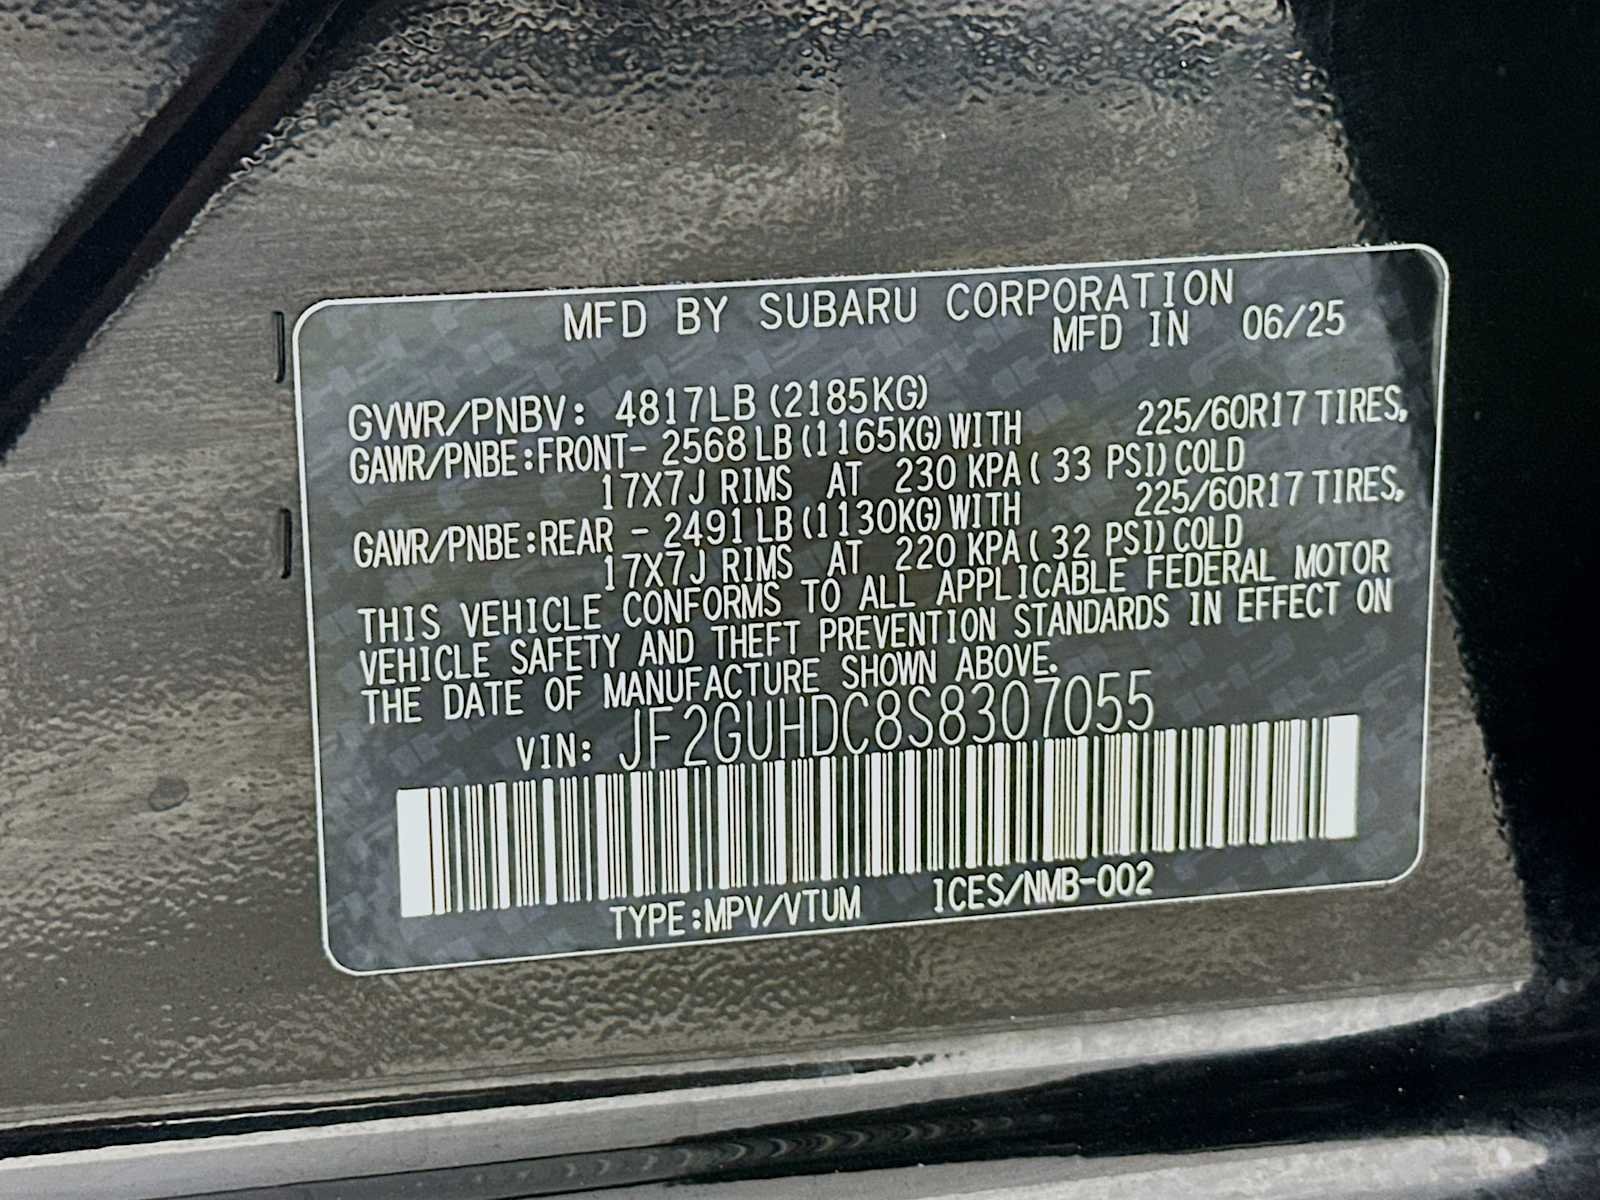 MFD BY SUBARU CORPORATION
MFD IN 06/25
GVWR/PNBV: 4817LB (2185KG)
GAWR/PNBE:FRONT- 2568 LB (1165KG) WITH 225/60R17 TIRES,
17X7J RIMS AT 230 KPA ( 33 PSI) COLD
GAWR/PNBE:REAR - 2491 LB (1130KG) WITH 225/60R17 TIRES,
17X7J RIMS AT 220 KPA ( 32 PSI) COLD
THIS VEHICLE CONFORMS TO ALL APPLICABLE FEDERAL MOTOR
VEHICLE SAFETY AND THEFT PREVENTION STANDARDS IN EFFECT ON
THE DATE OF MANUFACTURE SHOWN ABOVE.
VIN: JF2GUHDC8S8307055
TYPE:MPV/VTUM ICES/NMB-002